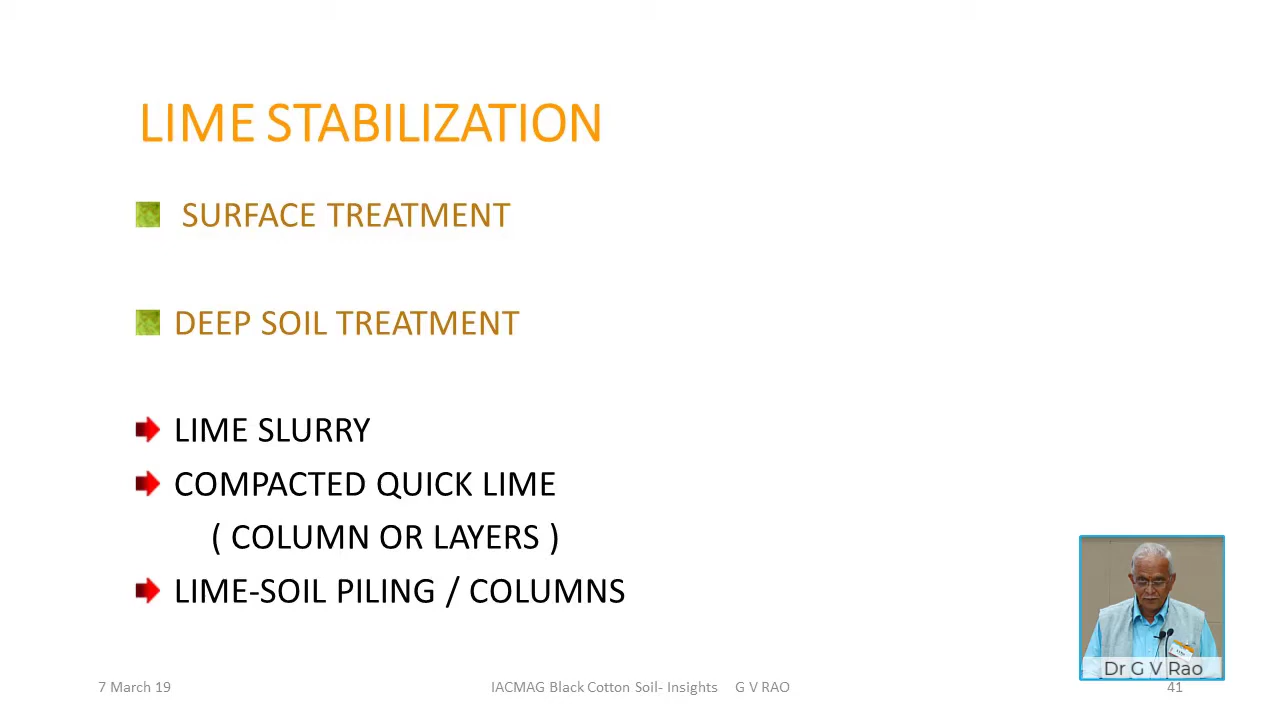 LIME STABILIZATION
SURFACE TREATMENT
DEEP SOIL TREATMENT
LIME SLURRY
COMPACTED QUICK LIME
( COLUMN OR LAYERS )
LIME-SOIL PILING / COLUMNS
Dr G V Rao
7 March 19
IACMAG Black Cotton Soil- Insights G V RAO
41